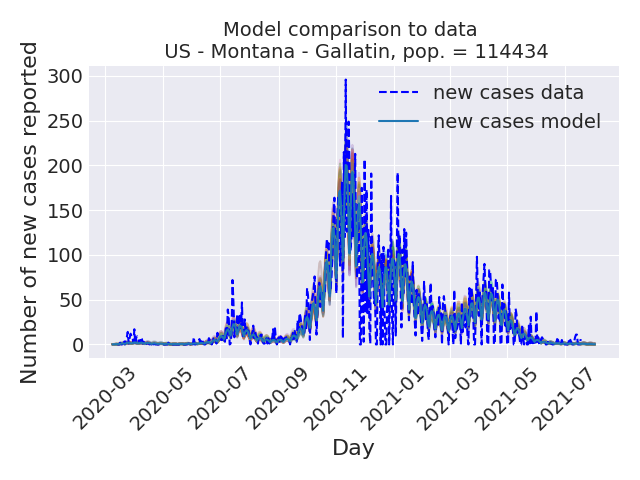 Model comparison to data
US - Montana - Gallatin, pop. = 114434
Number of new cases reported
300
250
200
150
100
50
0
new cases data
new cases model
2020-03
2020-05
2020-07
2020-09
2020-11
2021-01
2021-03
2021-05
2021-07
Day